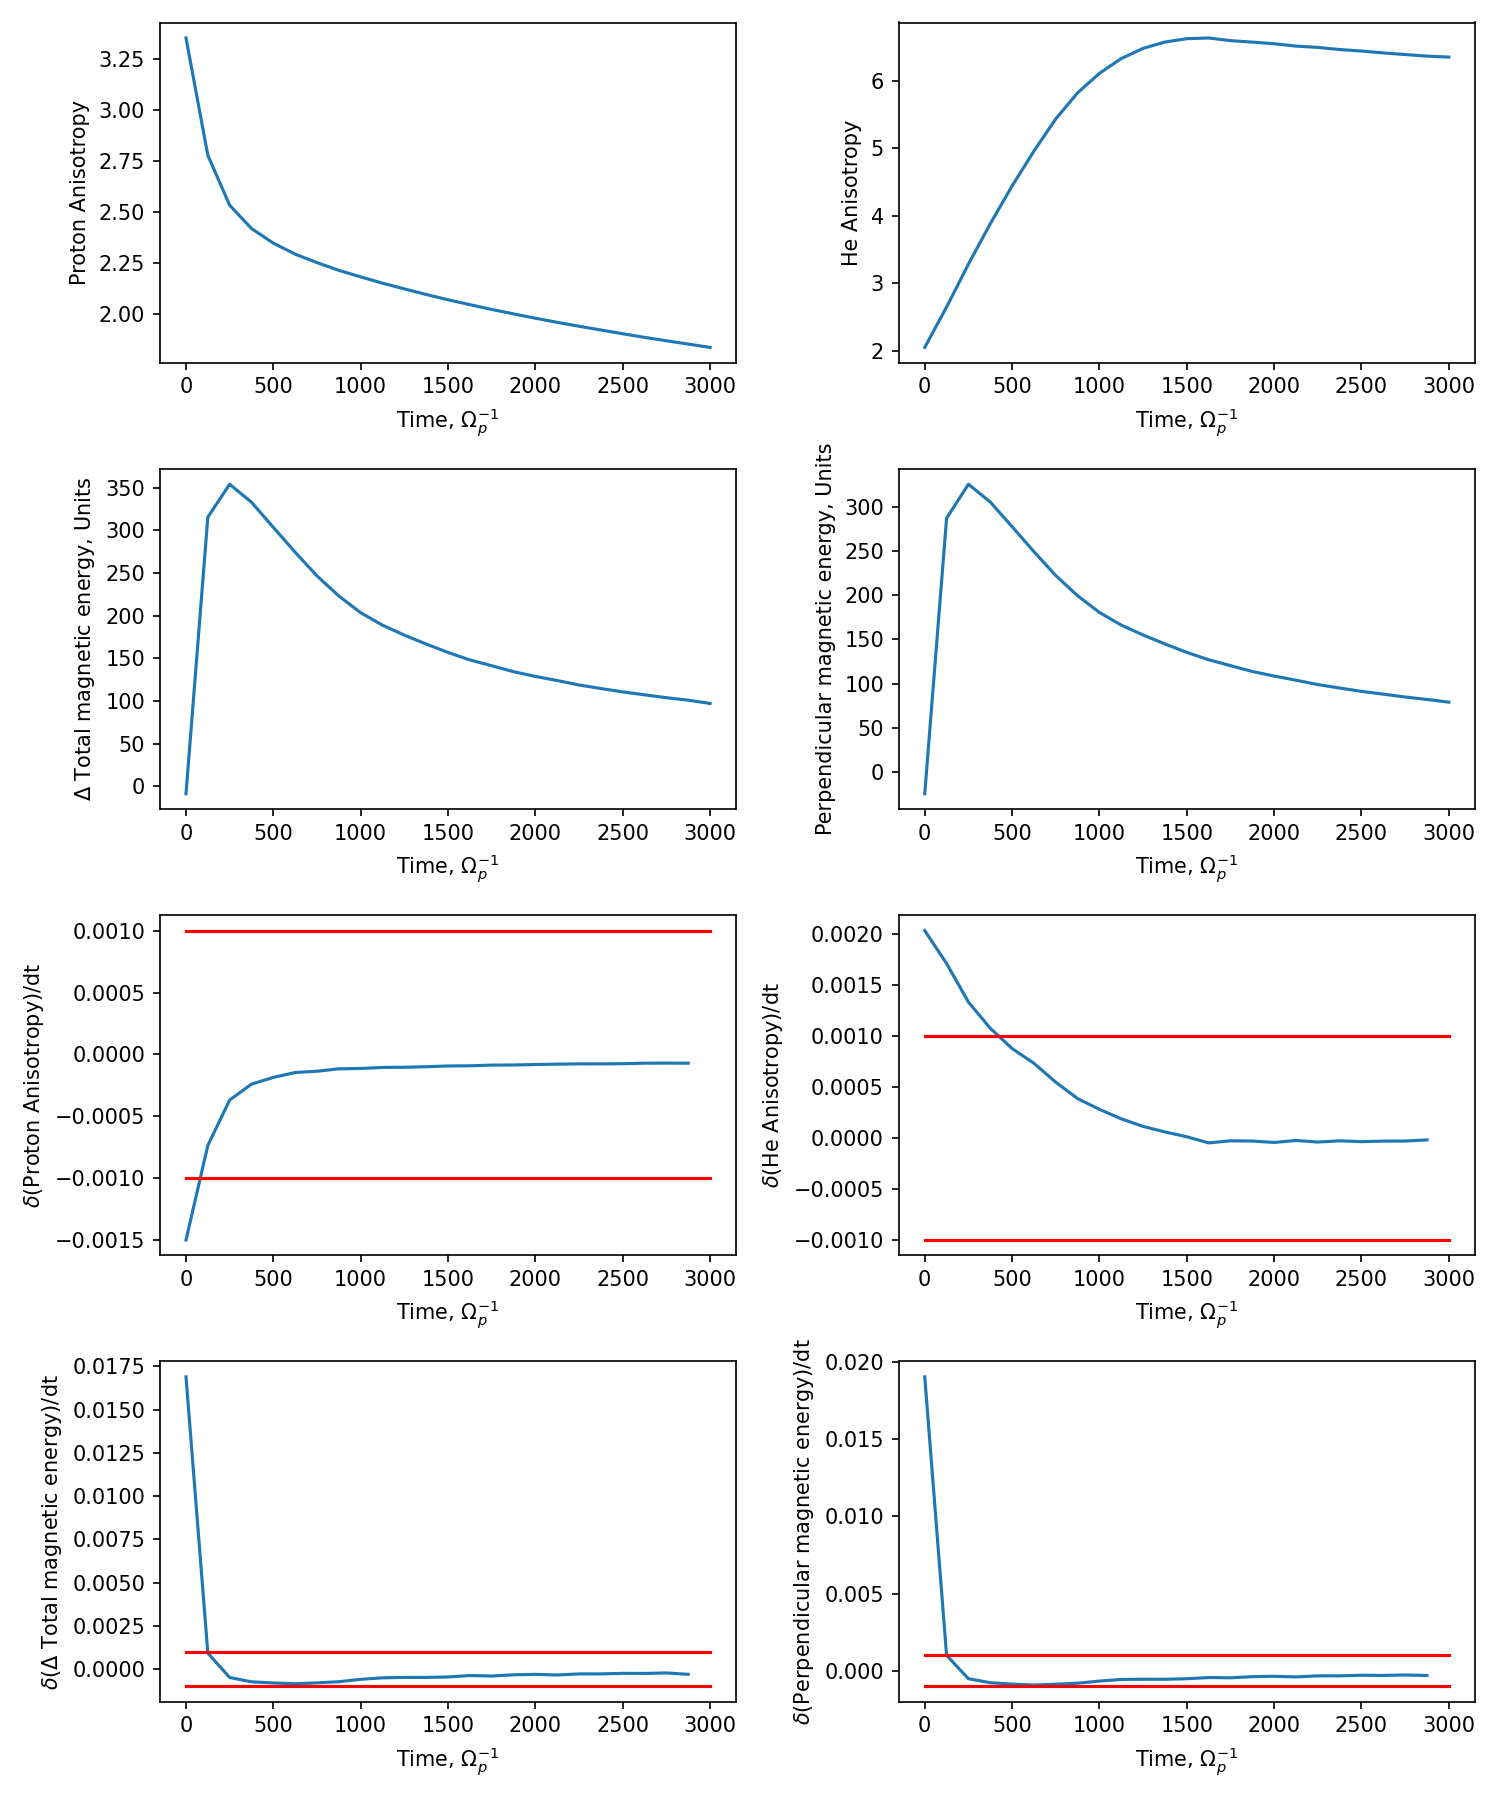 Proton Anisotropy
3.25
3.00
2.75
2.50
2.25
2.00
0 500 1000 1500 2000 2500 3000
Time, Ω_p^{-1}
He Anisotropy
6
5
4
3
2
0 500 1000 1500 2000 2500 3000
Time, Ω_p^{-1}
Δ Total magnetic energy, Units
350
300
250
200
150
100
50
0
0 500 1000 1500 2000 2500 3000
Time, Ω_p^{-1}
Perpendicular magnetic energy, Units
300
250
200
150
100
50
0
0 500 1000 1500 2000 2500 3000
Time, Ω_p^{-1}
δ(Proton Anisotropy)/dt
0.0010
0.0005
0.0000
−0.0005
−0.0010
−0.0015
0 500 1000 1500 2000 2500 3000
Time, Ω_p^{-1}
δ(He Anisotropy)/dt
0.0020
0.0015
0.0010
0.0005
0.0000
−0.0005
−0.0010
0 500 1000 1500 2000 2500 3000
Time, Ω_p^{-1}
δ(Δ Total magnetic energy)/dt
0.0175
0.0150
0.0125
0.0100
0.0075
0.0050
0.0025
0.0000
0 500 1000 1500 2000 2500 3000
Time, Ω_p^{-1}
δ(Perpendicular magnetic energy)/dt
0.020
0.015
0.010
0.005
0.000
0 500 1000 1500 2000 2500 3000
Time, Ω_p^{-1}